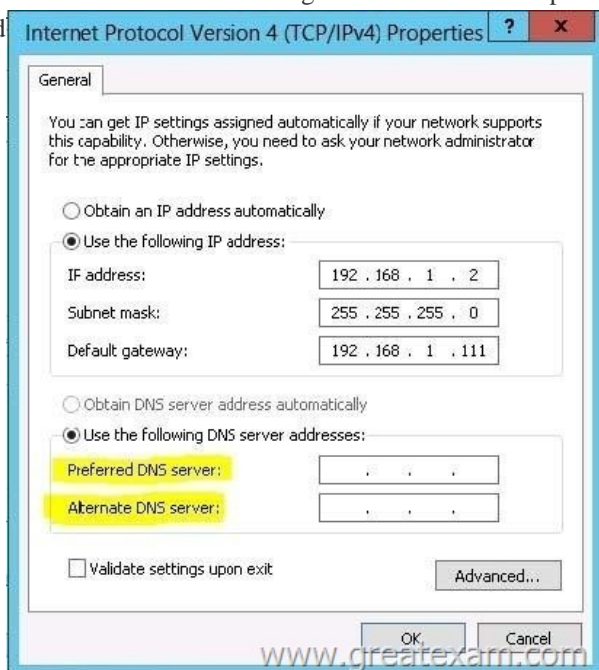 Internet Protocol Version 4 (TCP/IPv4) Properties ? x
General
You can get IP settings assigned automatically if your network supports
this capability. Otherwise, you need to ask your network administrator
for the appropriate IP settings.
Obtain an IP address automatically
Use the following IP address:
IP address: 192 . 168 . 1 . 2
Subnet mask: 255 . 255 . 255 . 0
Default gateway: 192 . 168 . 1 . 111
Obtain DNS server address automatically
Use the following DNS server addresses:
Preferred DNS server: . . .
Alternate DNS server: . . .
Validate settings upon exit
Advanced...
OK Cancel
www.greatexam.com